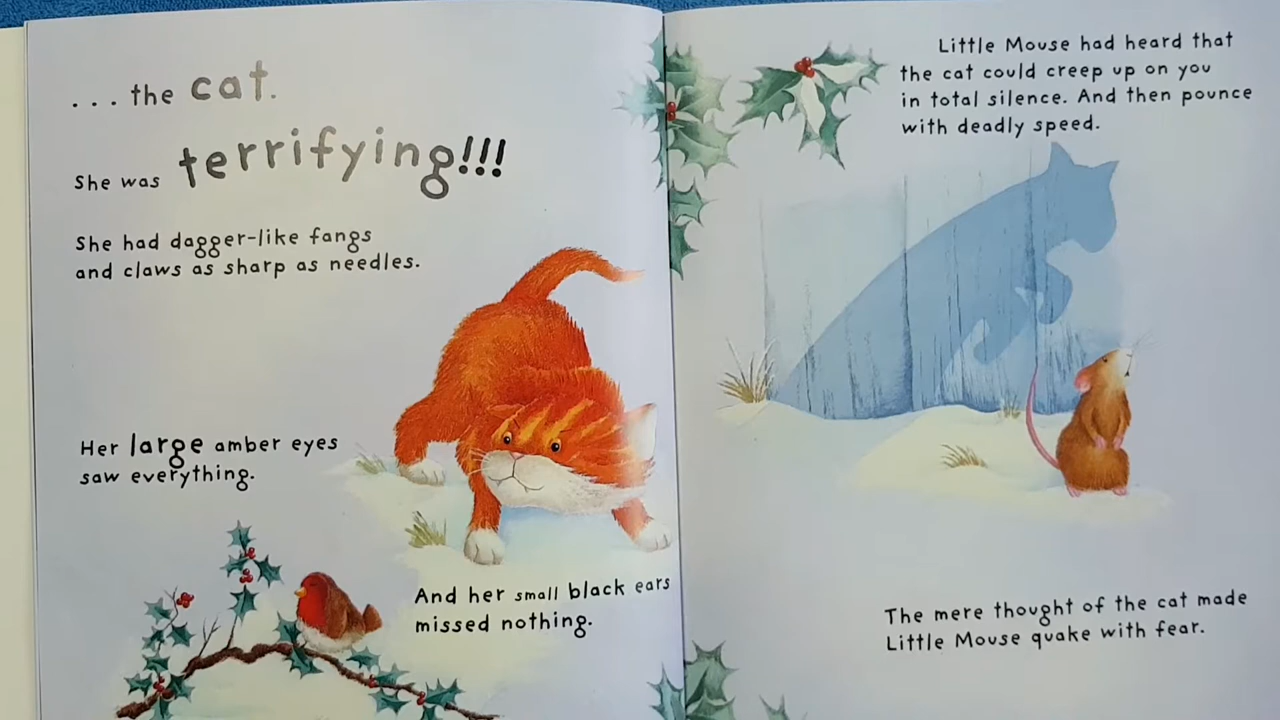 . . . the cat.
She was terrifying!!!
She had dagger-like fangs
and claws as sharp as needles.
Her large amber eyes
saw everything.
And her small black ears
missed nothing.
Little Mouse had heard that
the cat could creep up on you
in total silence. And then pounce
with deadly speed.
The mere thought of the cat made
Little Mouse quake with fear.